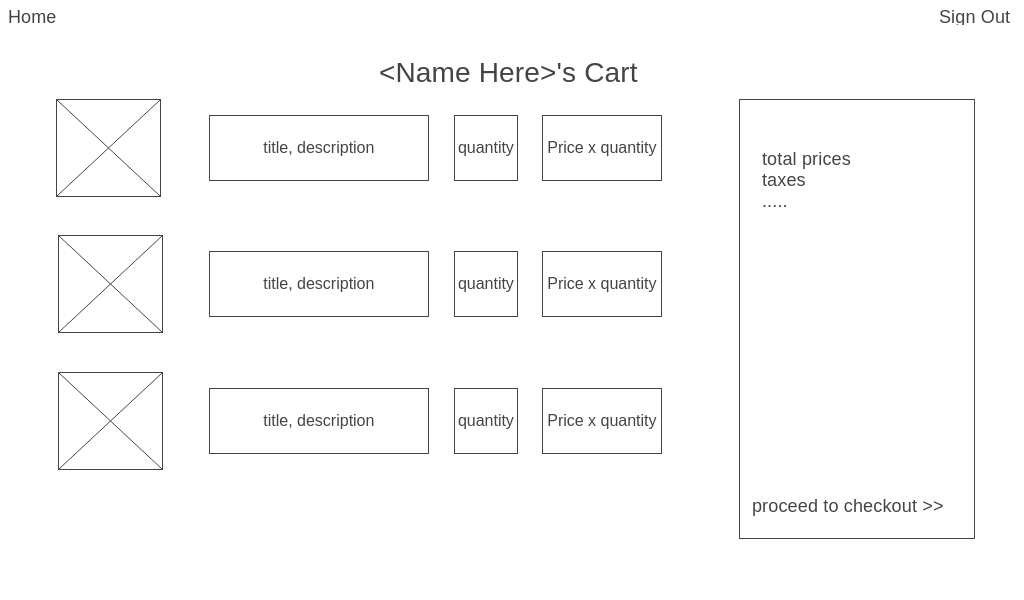 Home
Sign Out
<Name Here>'s Cart
title, description
quantity
Price x quantity
total prices
taxes
.....
title, description
quantity
Price x quantity
title, description
quantity
Price x quantity
proceed to checkout >>